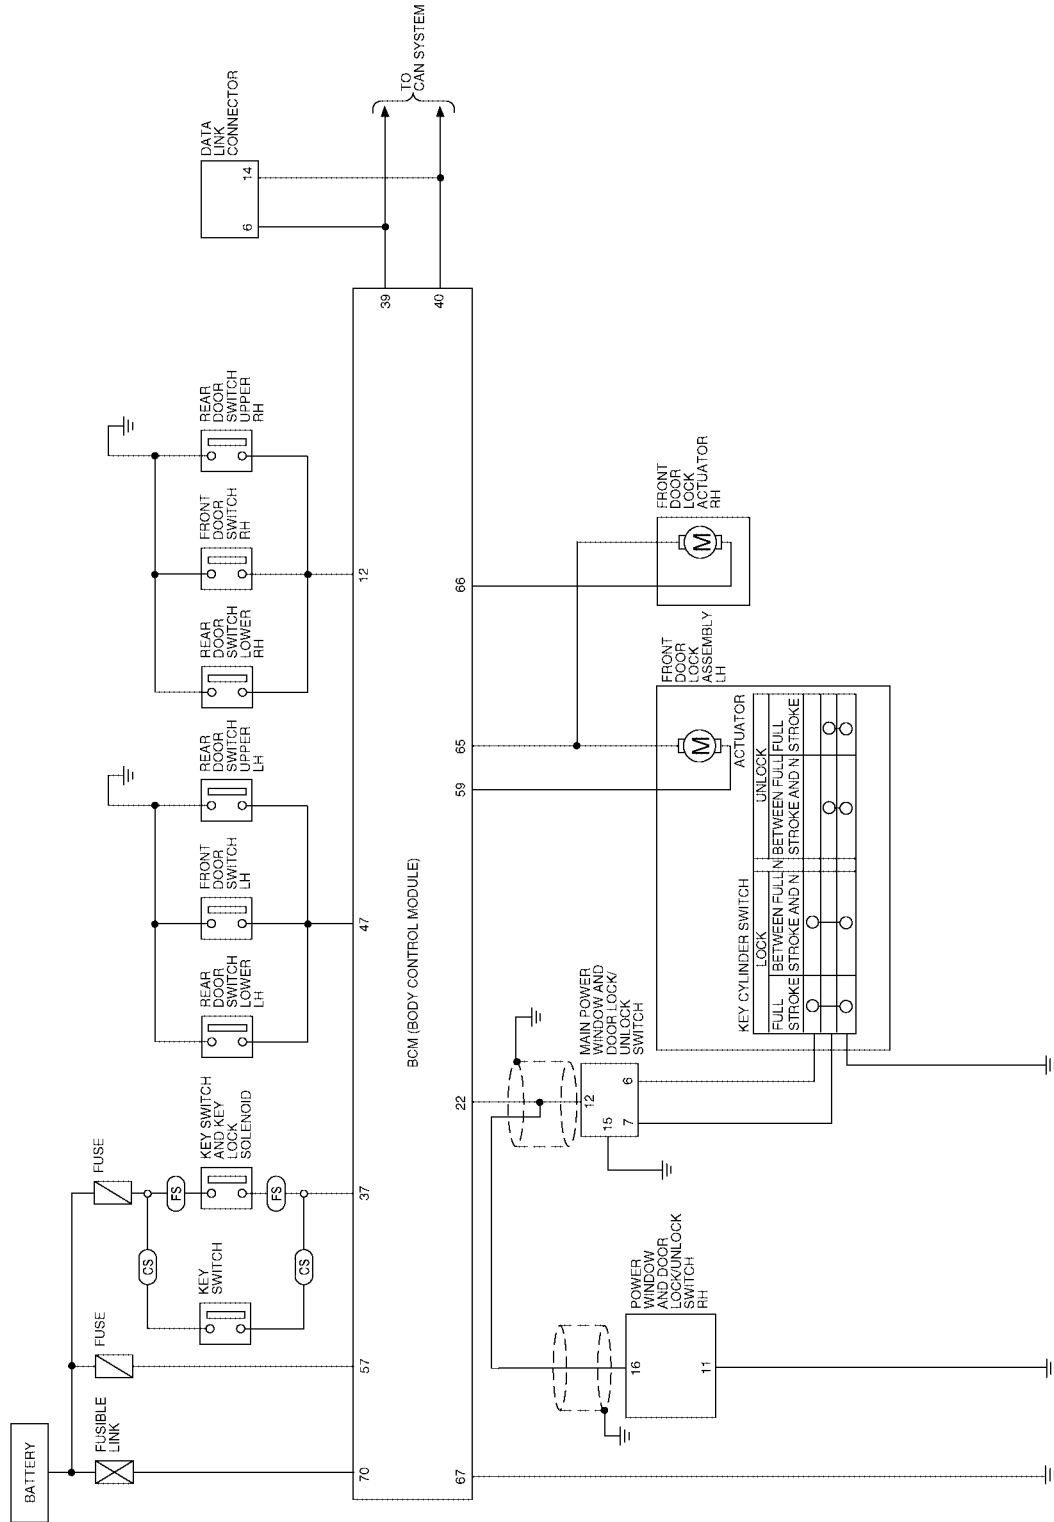 BATTERY
FUSIBLE
LINK
FUSE
FUSE
CS
FS
KEY
SWITCH
KEY SWITCH
AND KEY
LOCK
SOLENOID
CS
FS
REAR
DOOR
SWITCH
LOWER
LH
FRONT
DOOR
SWITCH
LH
REAR
DOOR
SWITCH
UPPER
LH
REAR
DOOR
SWITCH
LOWER
RH
FRONT
DOOR
SWITCH
RH
REAR
DOOR
SWITCH
UPPER
RH
DATA
LINK
CONNECTOR
6
14
TO
CAN SYSTEM
70
57
37
47
12
39
40
BCM (BODY CONTROL MODULE)
67
22
59
65
66
POWER
WINDOW
AND DOOR
LOCK/UNLOCK
SWITCH
RH
16
11
MAIN POWER
WINDOW AND
DOOR LOCK/
UNLOCK
SWITCH
12
15
7
6
FRONT
DOOR
LOCK
ASSEMBLY
LH
M
ACTUATOR
KEY CYLINDER SWITCH
LOCK
UNLOCK
FULL
STROKE
BETWEEN FULL
STROKE AND N
N
BETWEEN FULL
STROKE AND N
FULL
STROKE
FRONT
DOOR
LOCK
ACTUATOR
RH
M